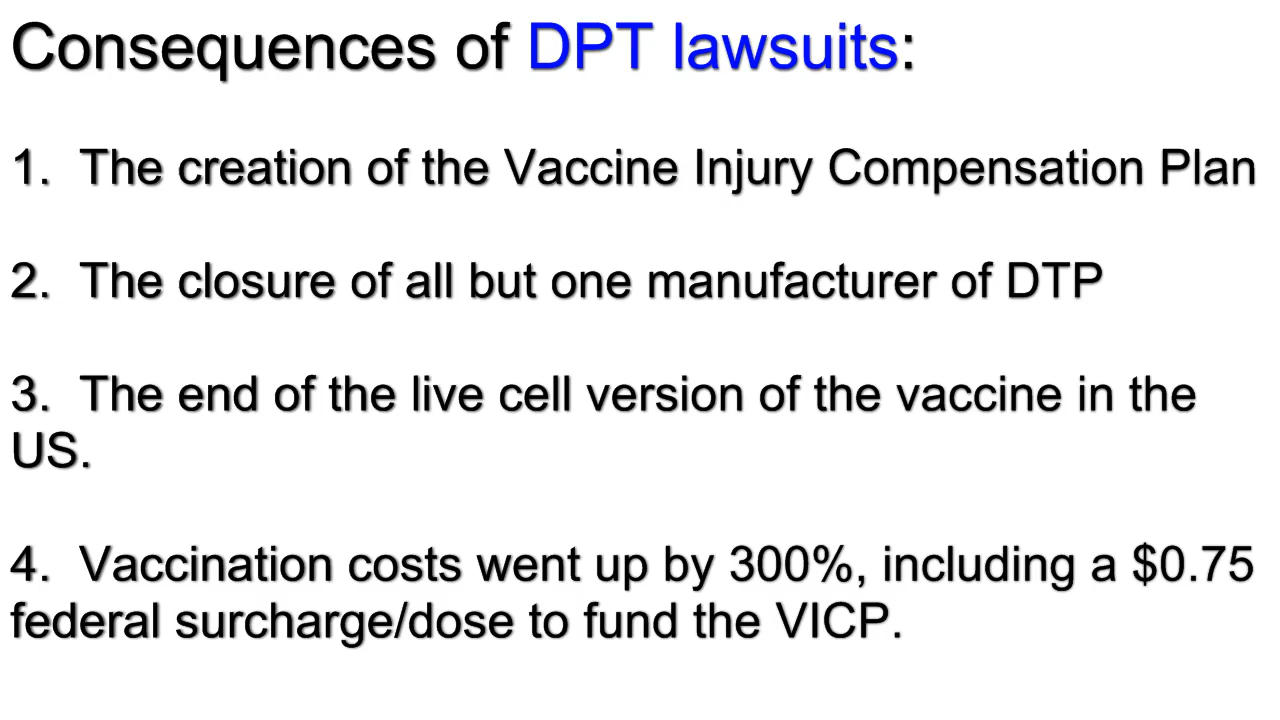 Consequences of DPT lawsuits:
1. The creation of the Vaccine Injury Compensation Plan
2. The closure of all but one manufacturer of DTP
3. The end of the live cell version of the vaccine in the
US.
4. Vaccination costs went up by 300%, including a $0.75
federal surcharge/dose to fund the VICP.